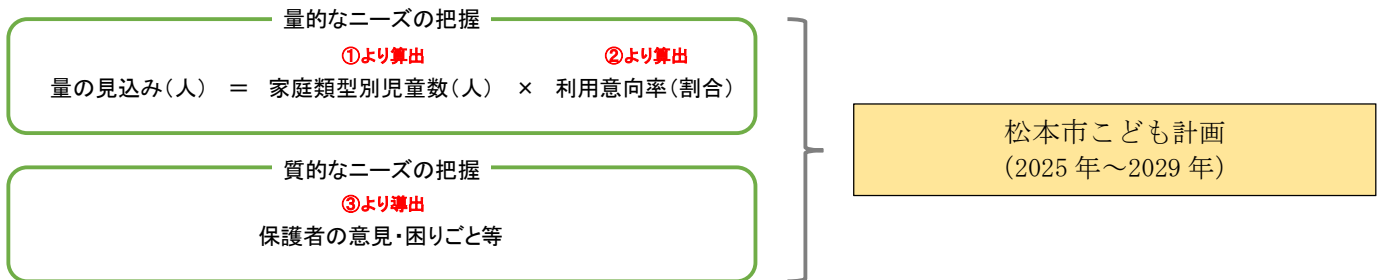 量的なニーズの把握
①より算出 ②より算出
量の見込み（人） ＝ 家庭類型別児童数（人） × 利用意向率（割合）
質的なニーズの把握
③より導出
保護者の意見・困りごと等
松本市こども計画
（2025 年～2029 年）